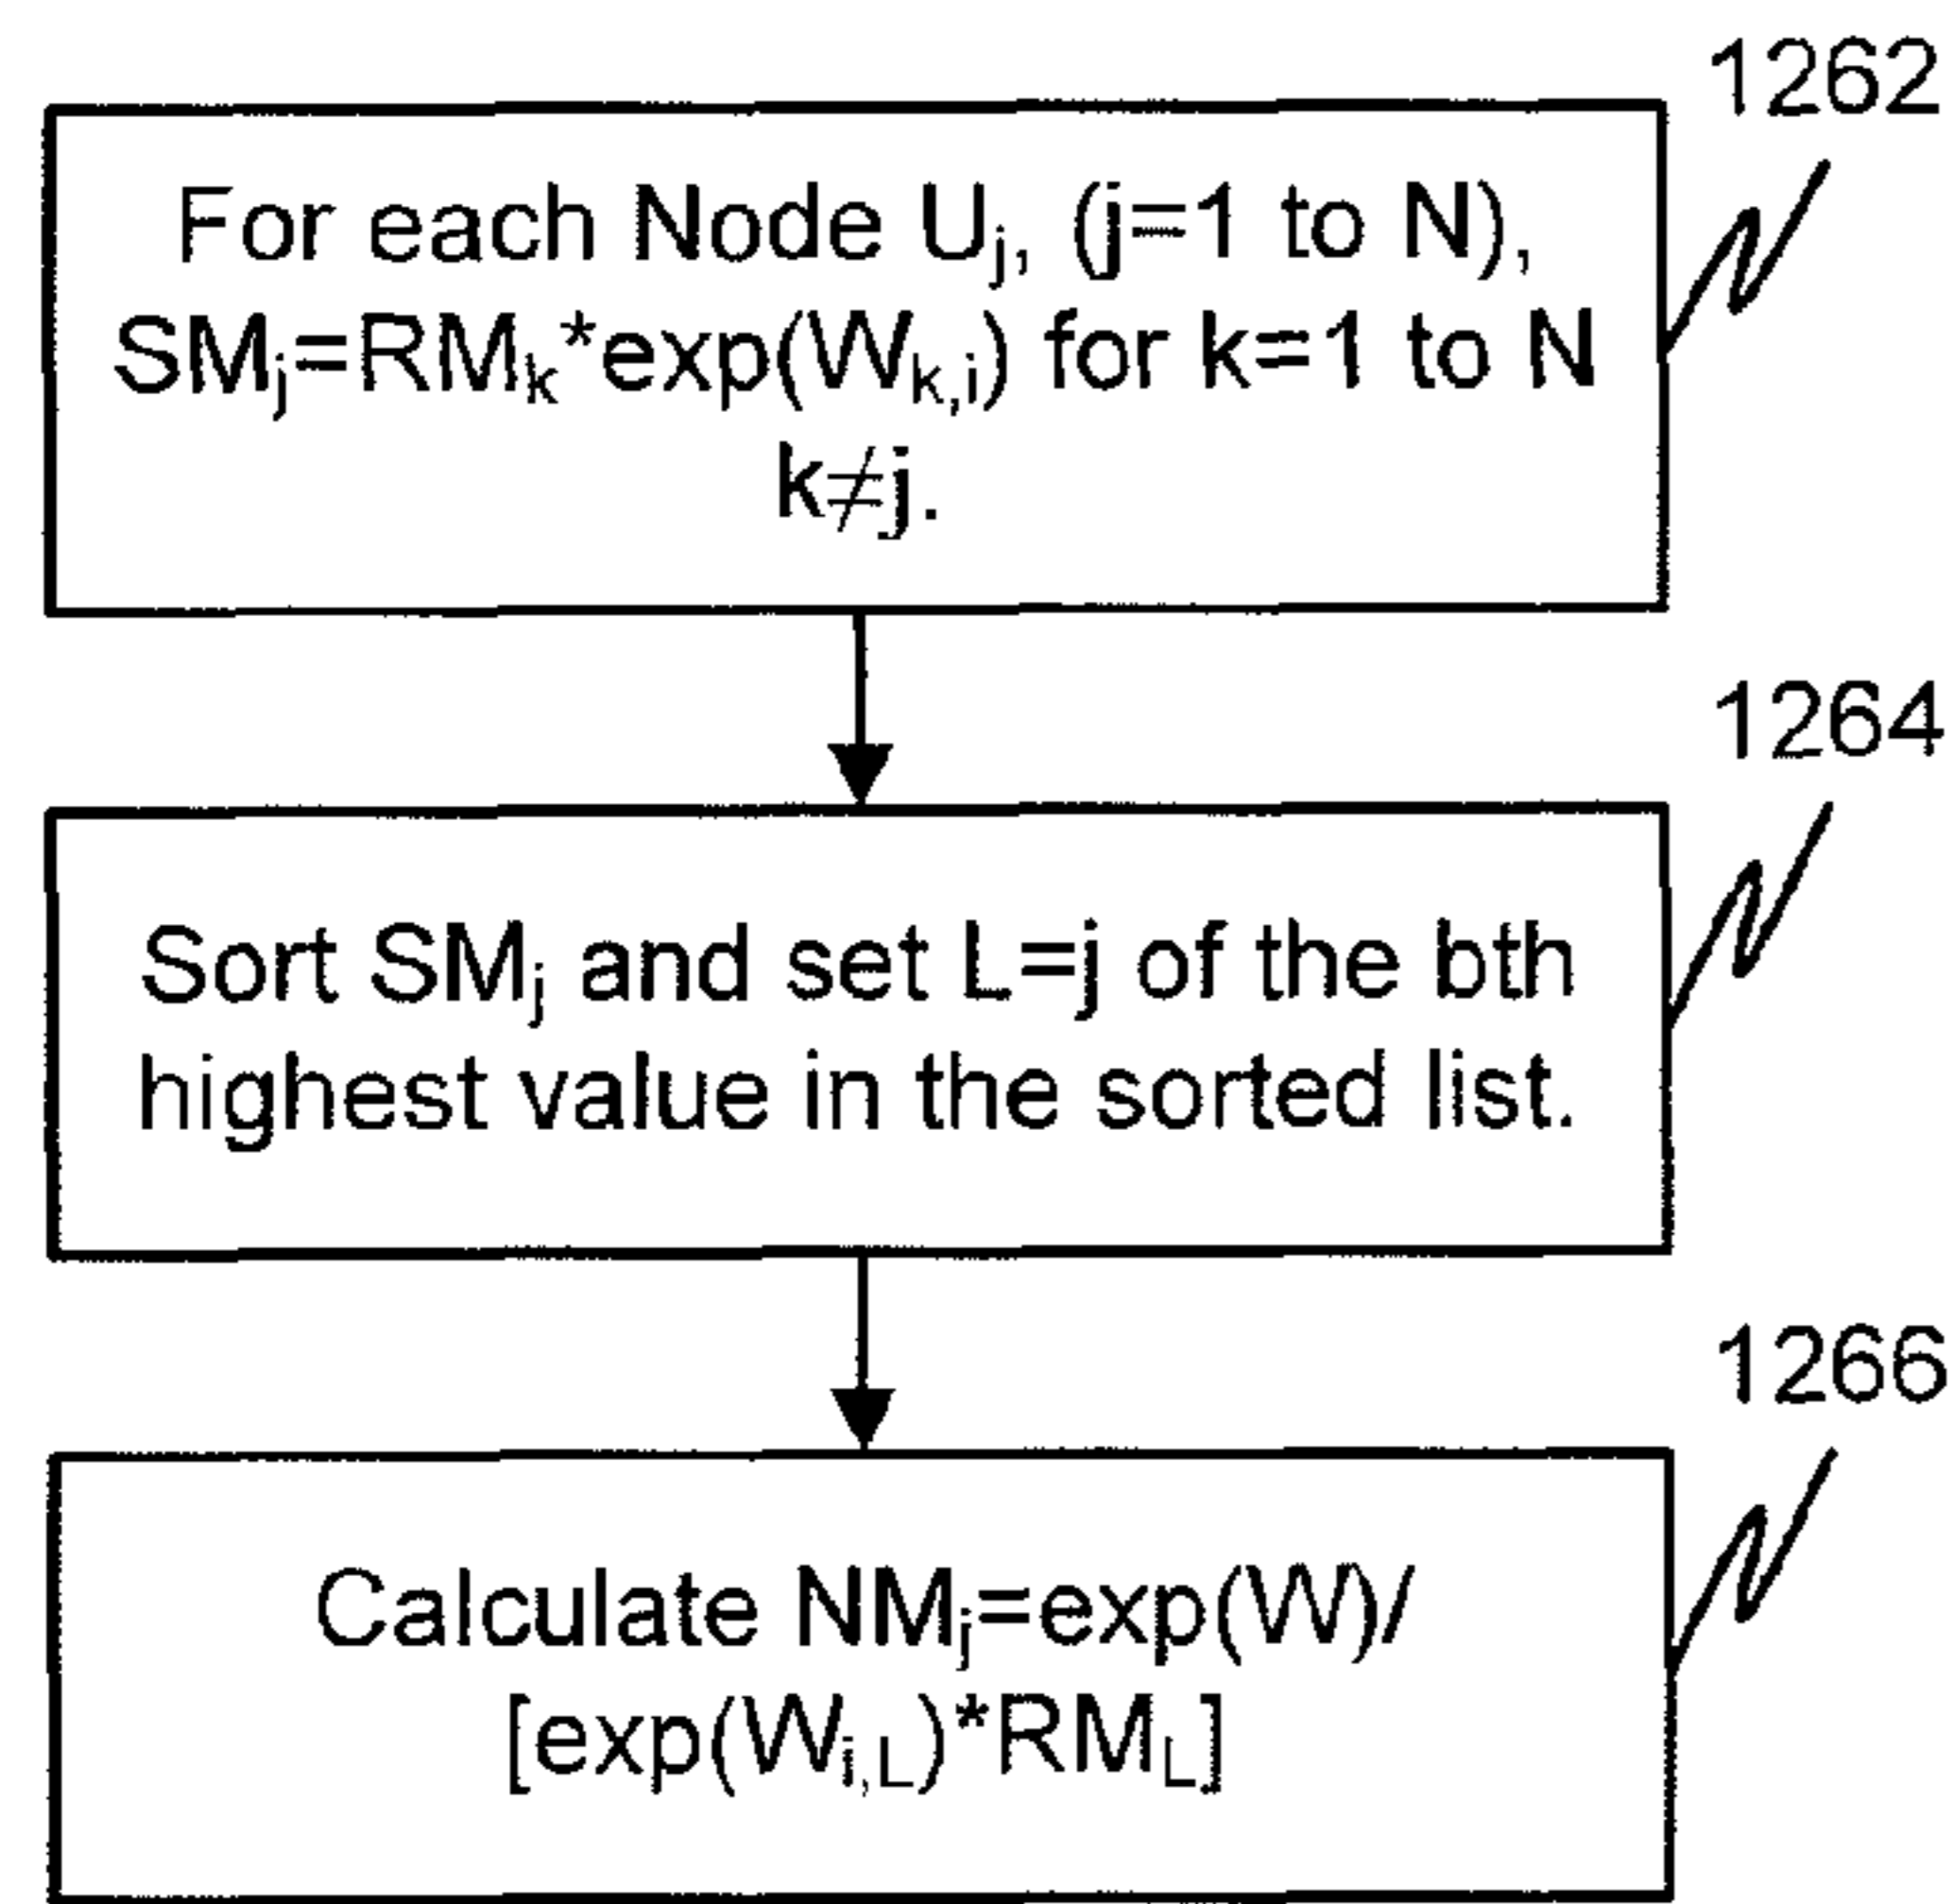 1262
For each Node Uj, (j=1 to N),
SMj=RMk*exp(Wk,i) for k=1 to N
k≠j.
1264
Sort SMj and set L=j of the bth
highest value in the sorted list.
1266
Calculate NMj=exp(W)/
[exp(Wi,L)*RML]